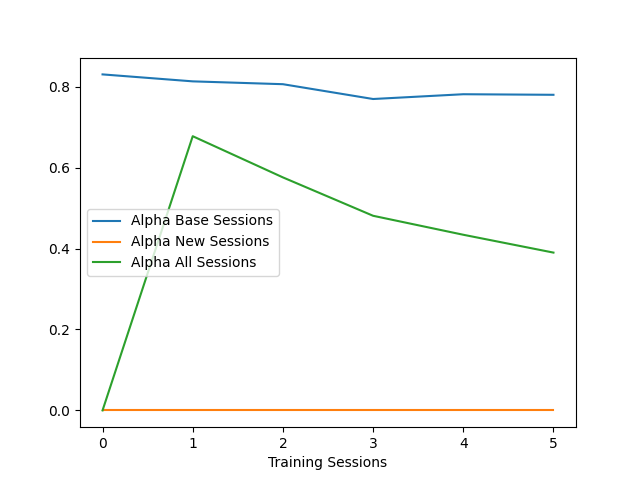 0.8
0.6
0.4
0.2
0.0
Alpha Base Sessions
Alpha New Sessions
Alpha All Sessions
0 1 2 3 4 5
Training Sessions